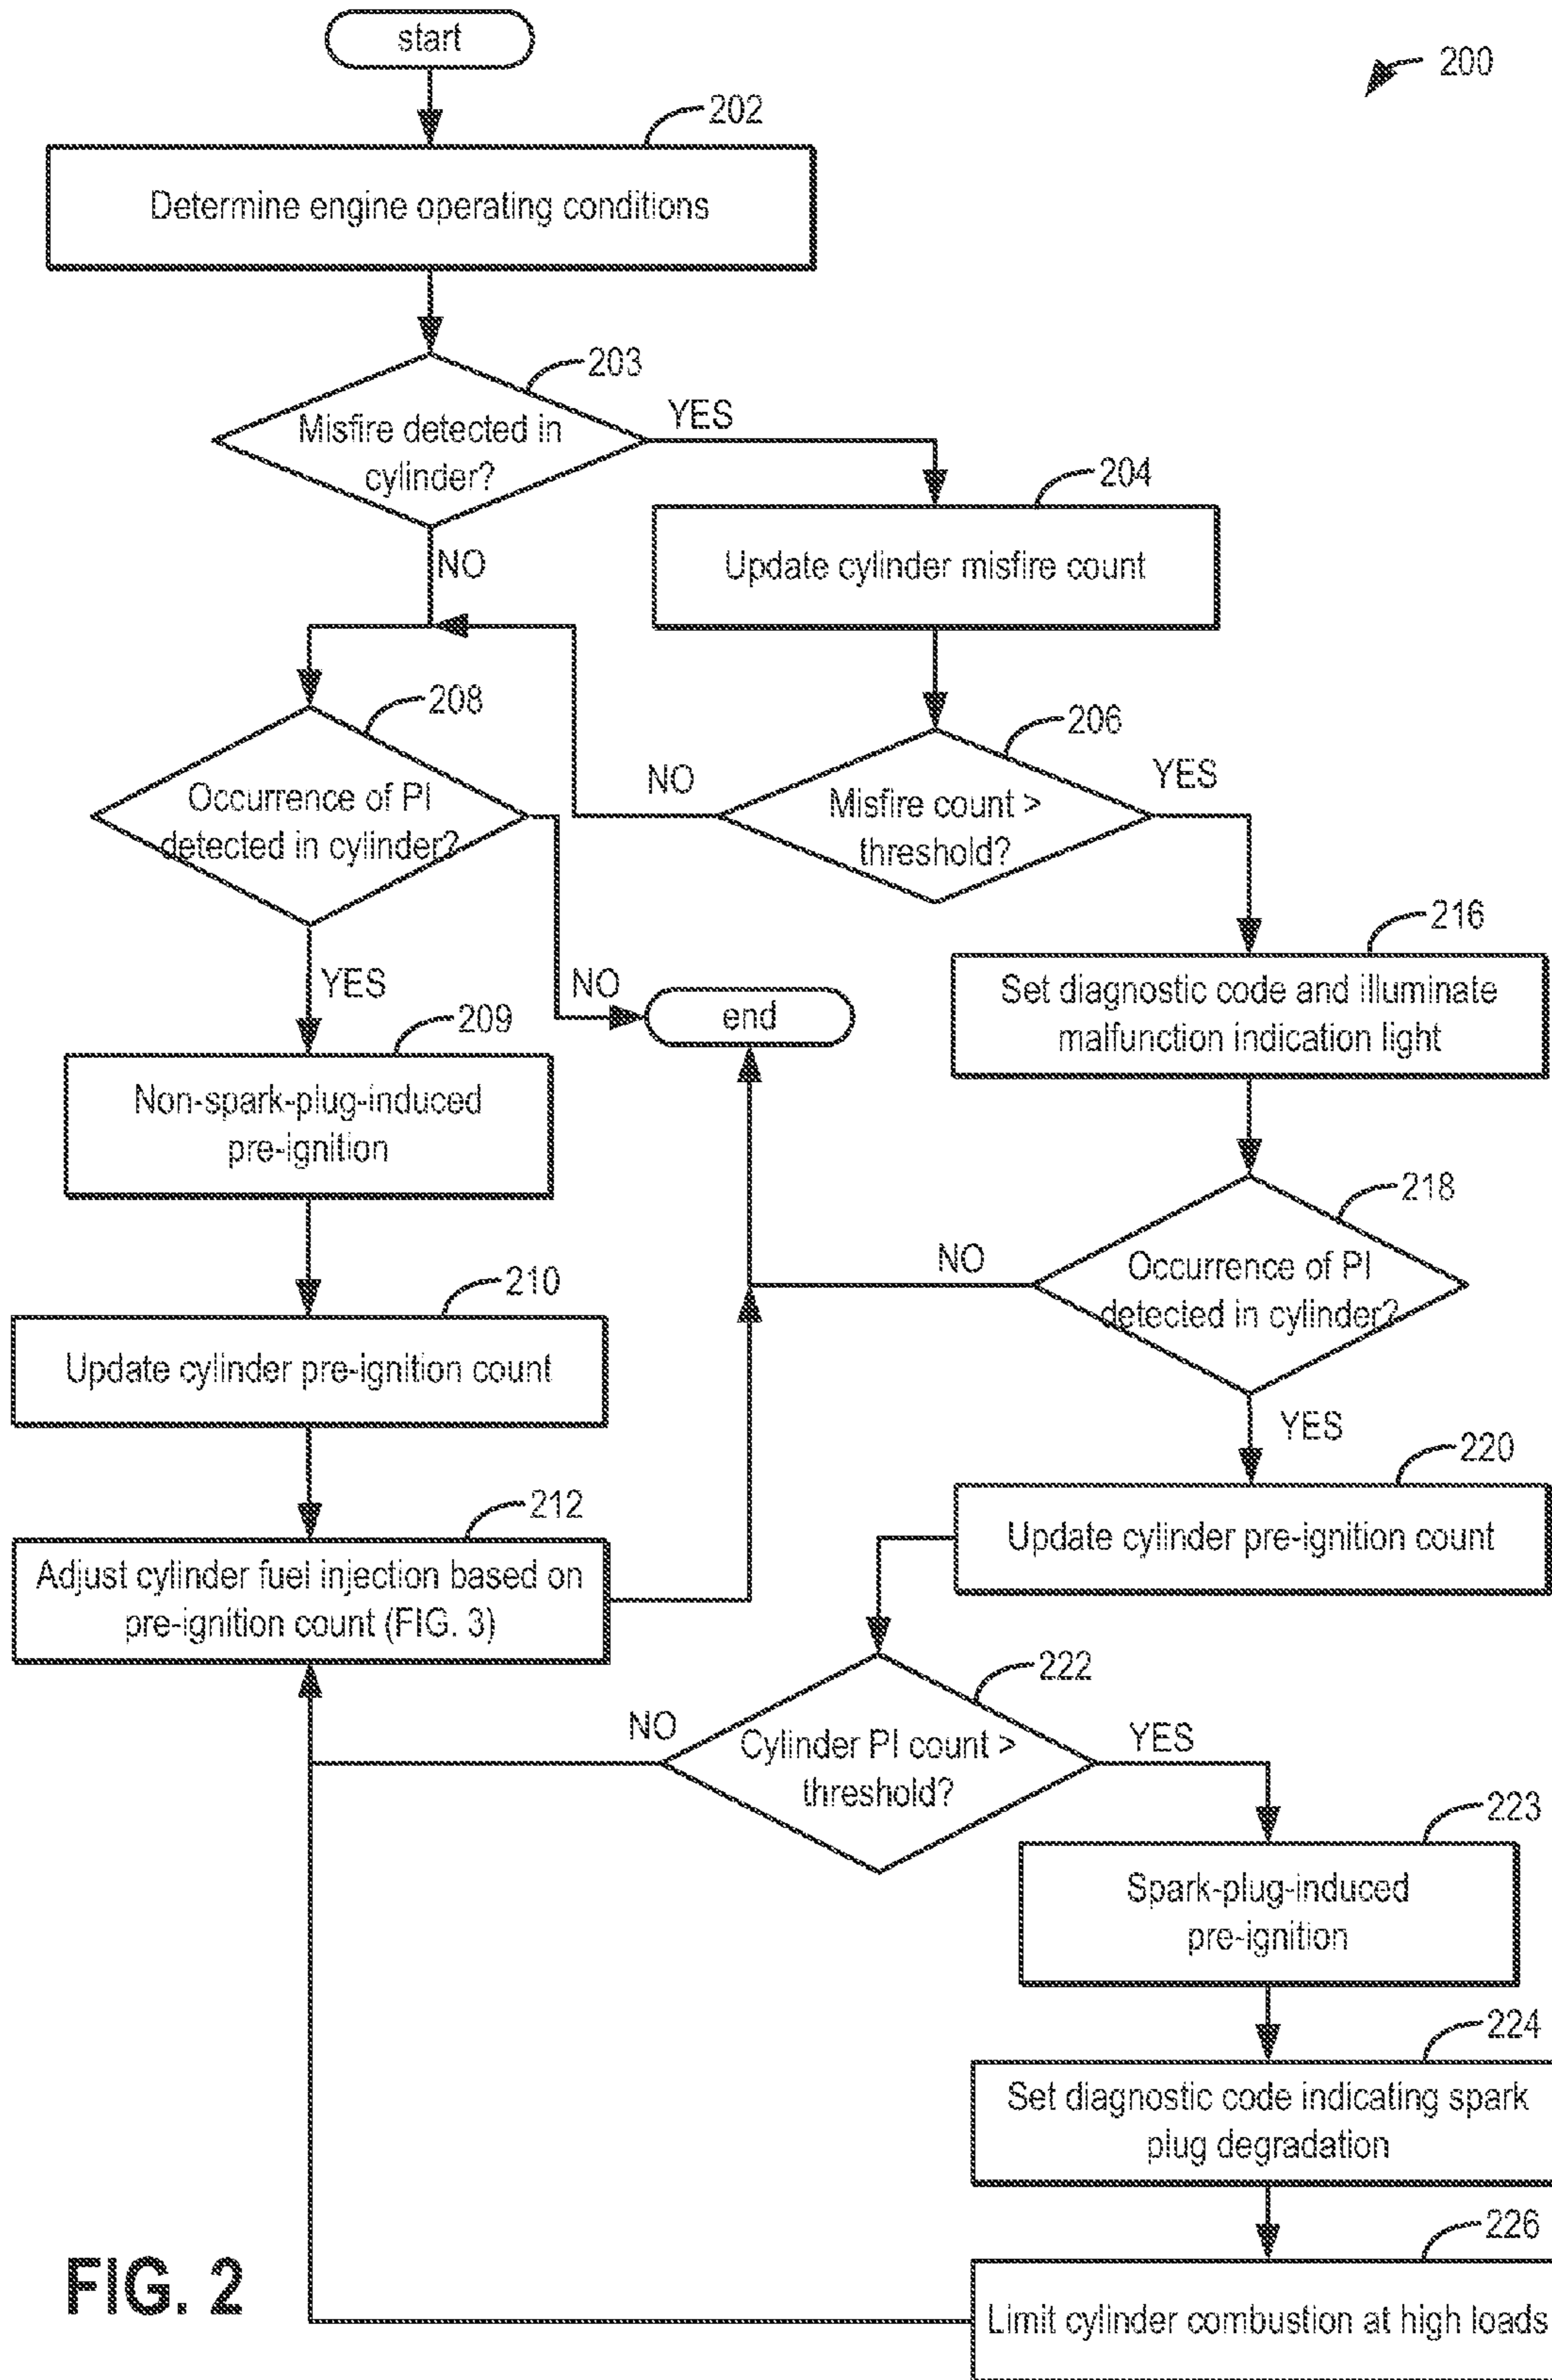 start
200
202
Determine engine operating conditions
203
Misfire detected in
cylinder?
YES
NO
204
Update cylinder misfire count
206
Misfire count >
threshold?
NO
YES
208
Occurrence of PI
detected in cylinder?
YES
NO
end
209
Non-spark-plug-induced
pre-ignition
216
Set diagnostic code and illuminate
malfunction indication light
218
Occurrence of PI
detected in cylinder?
NO
YES
210
Update cylinder pre-ignition count
220
Update cylinder pre-ignition count
212
Adjust cylinder fuel injection based on
pre-ignition count (FIG. 3)
222
Cylinder PI count >
threshold?
NO
YES
223
Spark-plug-induced
pre-ignition
224
Set diagnostic code indicating spark
plug degradation
226
Limit cylinder combustion at high loads
FIG. 2